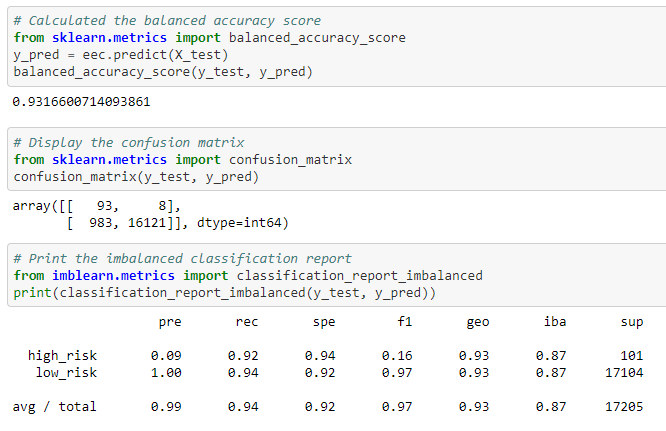 # Calculated the balanced accuracy score
from sklearn.metrics import balanced_accuracy_score
y_pred = eec.predict(X_test)
balanced_accuracy_score(y_test, y_pred)
0.9316600714093861
# Display the confusion matrix
from sklearn.metrics import confusion_matrix
confusion_matrix(y_test, y_pred)
array([[   93,     8],
       [  983, 16121]], dtype=int64)
# Print the imbalanced classification report
from imblearn.metrics import classification_report_imbalanced
print(classification_report_imbalanced(y_test, y_pred))
                   pre       rec       spe        f1       geo       iba       sup
  high_risk       0.09      0.92      0.94      0.16      0.93      0.87       101
   low_risk       1.00      0.94      0.92      0.97      0.93      0.87     17104
avg / total       0.99      0.94      0.92      0.97      0.93      0.87     17205